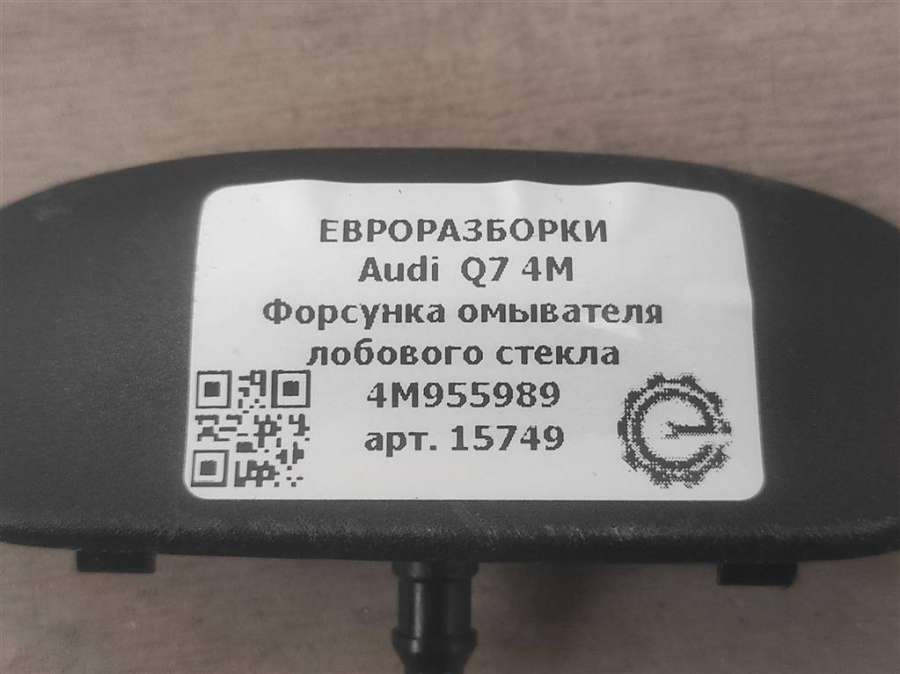 ЕВРОРАЗБОРКИ
Audi Q7 4M
Форсунка омывателя
лобового стекла
4M955989
арт. 15749